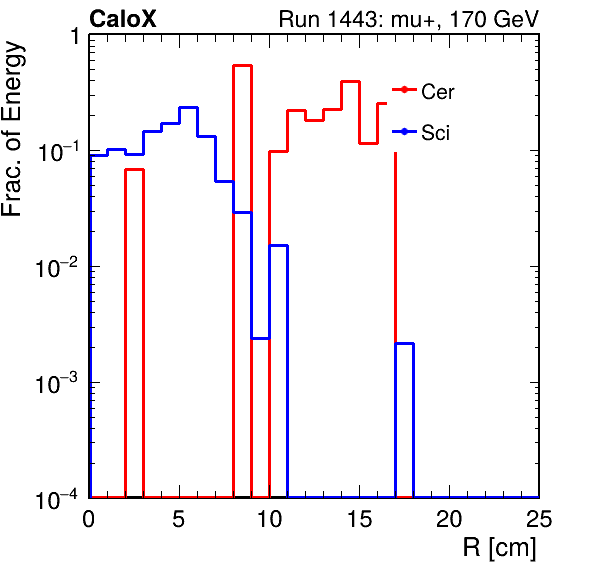 CaloX Run 1443: mu+, 170 GeV
Frac. of Energy
1
10⁻¹
10⁻²
10⁻³
10⁻⁴
Cer
Sci
0 5 10 15 20 25
R [cm]